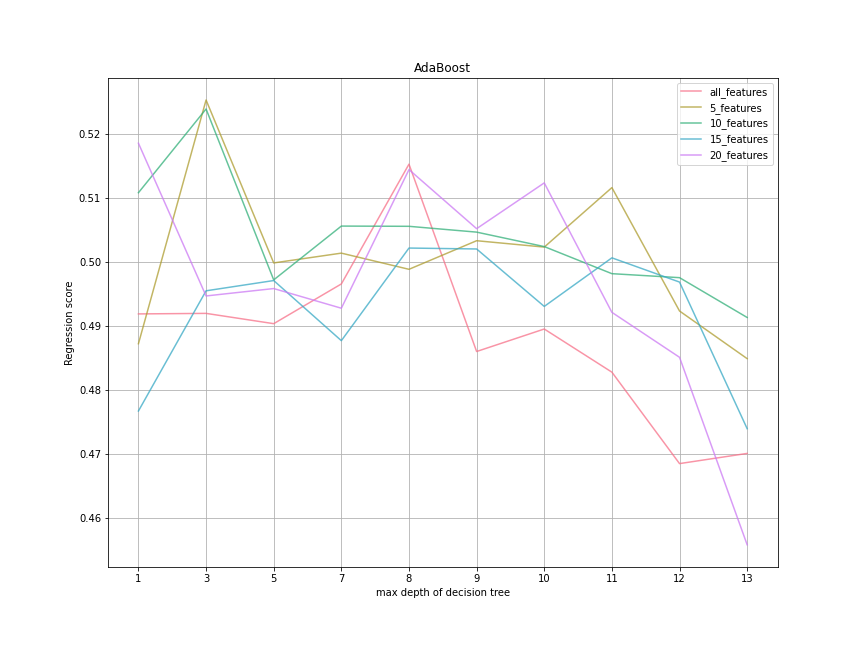 AdaBoost
all_features
5_features
10_features
15_features
20_features
0.52
0.51
0.50
0.49
0.48
0.47
0.46
Regression score
1 3 5 7 8 9 10 11 12 13
max depth of decision tree